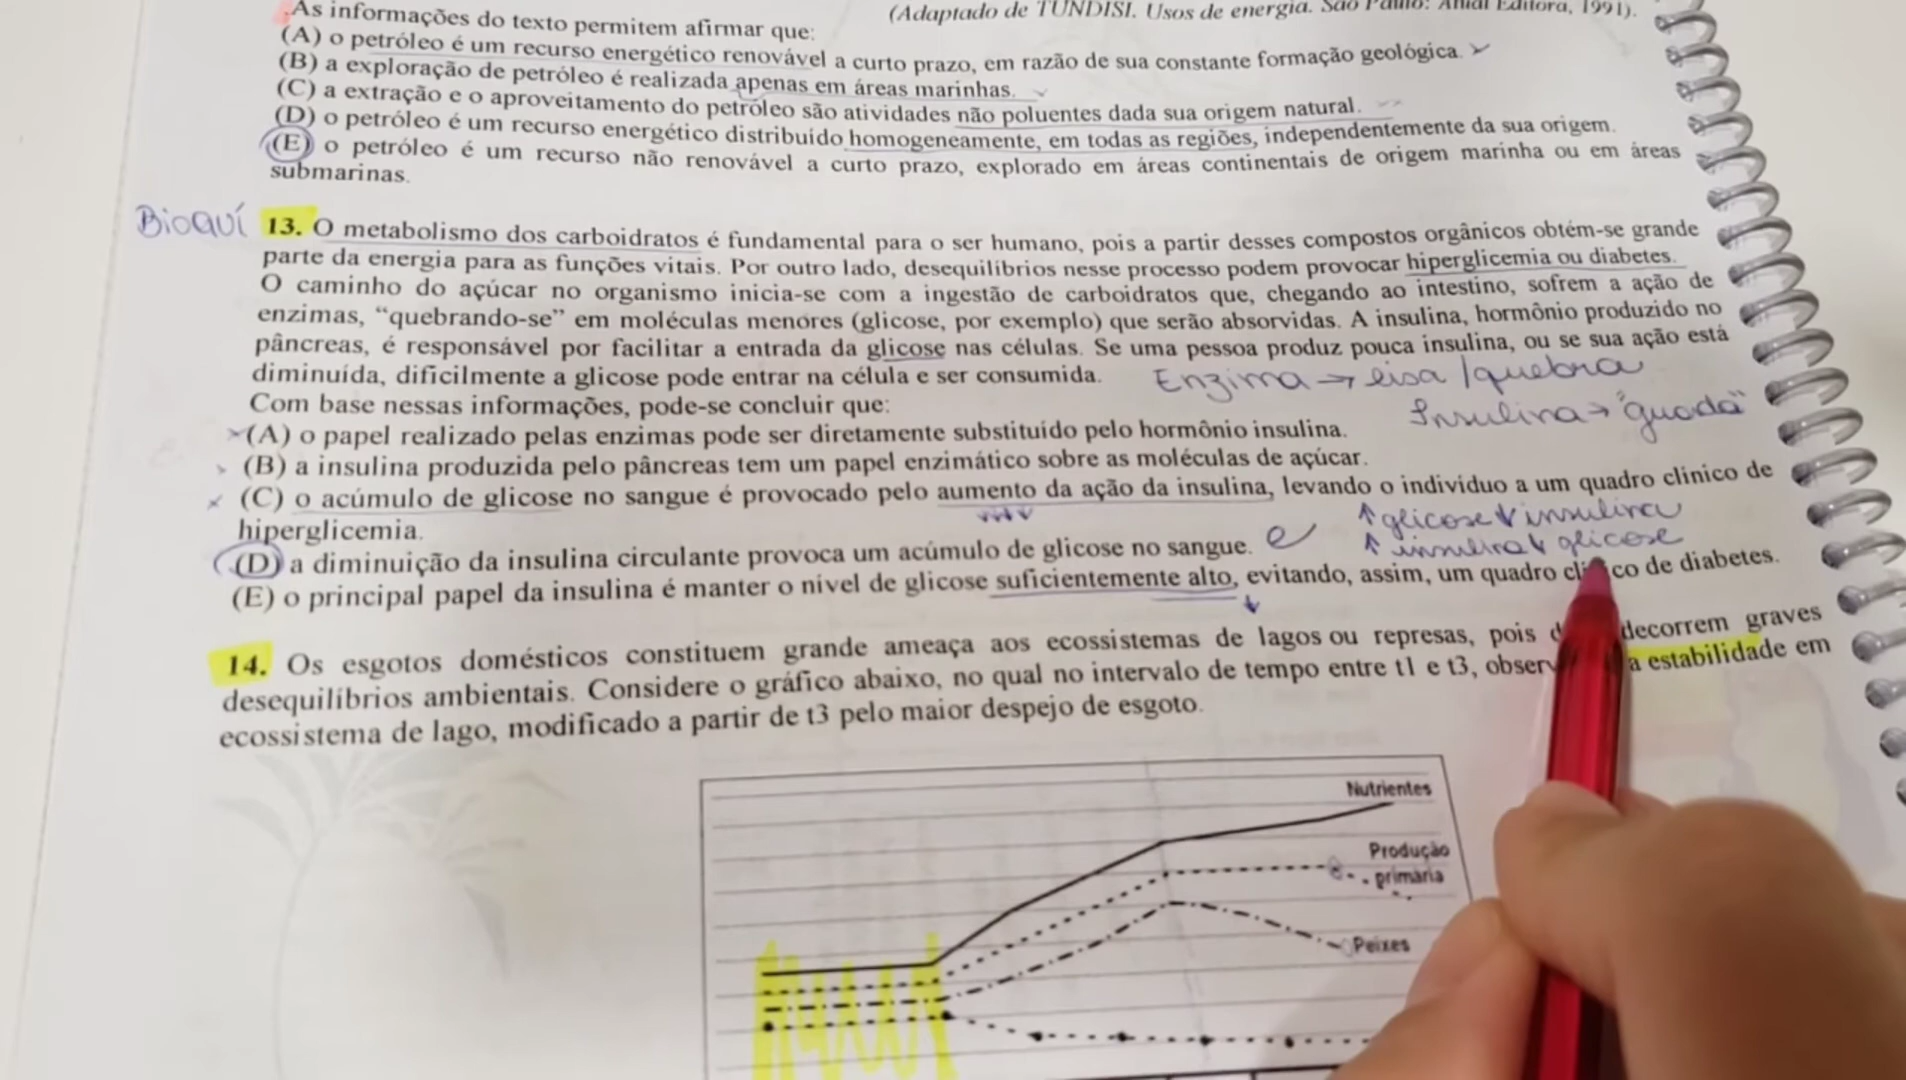 (Adaptado de TUNDISI. Usos de energia. São Paulo: Atual Editora, 1991).
As informações do texto permitem afirmar que:
(A) o petróleo é um recurso energético renovável a curto prazo, em razão de sua constante formação geológica.
(B) a exploração de petróleo é realizada apenas em áreas marinhas.
(C) a extração e o aproveitamento do petróleo são atividades não poluentes dada sua origem natural.
(D) o petróleo é um recurso energético distribuído homogeneamente, em todas as regiões, independentemente da sua origem.
(E) o petróleo é um recurso não renovável a curto prazo, explorado em áreas continentais de origem marinha ou em áreas
submarinas.
Bioquí 13. O metabolismo dos carboidratos é fundamental para o ser humano, pois a partir desses compostos orgânicos obtém-se grande
parte da energia para as funções vitais. Por outro lado, desequilíbrios nesse processo podem provocar hiperglicemia ou diabetes.
O caminho do açúcar no organismo inicia-se com a ingestão de carboidratos que, chegando ao intestino, sofrem a ação de
enzimas, “quebrando-se” em moléculas menores (glicose, por exemplo) que serão absorvidas. A insulina, hormônio produzido no
pâncreas, é responsável por facilitar a entrada da glicose nas células. Se uma pessoa produz pouca insulina, ou se sua ação está
diminuída, dificilmente a glicose pode entrar na célula e ser consumida.
Enzima → lisa / quebra
Com base nessas informações, pode-se concluir que:
Insulina → "guarda"
(A) o papel realizado pelas enzimas pode ser diretamente substituído pelo hormônio insulina.
(B) a insulina produzida pelo pâncreas tem um papel enzimático sobre as moléculas de açúcar.
(C) o acúmulo de glicose no sangue é provocado pelo aumento da ação da insulina, levando o indivíduo a um quadro clínico de
hiperglicemia.
↑ glicose ↓ insulina
↑ insulina ↓ glicose
(D) a diminuição da insulina circulante provoca um acúmulo de glicose no sangue.
(E) o principal papel da insulina é manter o nível de glicose suficientemente alto, evitando, assim, um quadro clínico de diabetes.
14. Os esgotos domésticos constituem grande ameaça aos ecossistemas de lagos ou represas, pois decorrem graves
desequilíbrios ambientais. Considere o gráfico abaixo, no qual no intervalo de tempo entre t1 e t3, observ a estabilidade em
ecossistema de lago, modificado a partir de t3 pelo maior despejo de esgoto.
Nutrientes
Produção
primária
Peixes